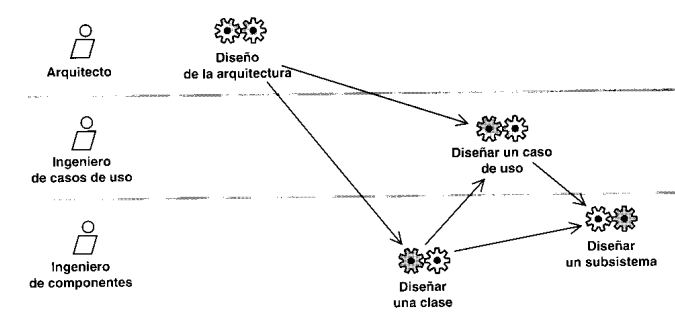 Arquitecto
Diseño
de la arquitectura
Ingeniero
de casos de uso
Diseñar un caso
de uso
Ingeniero
de componentes
Diseñar
una clase
Diseñar
un subsistema